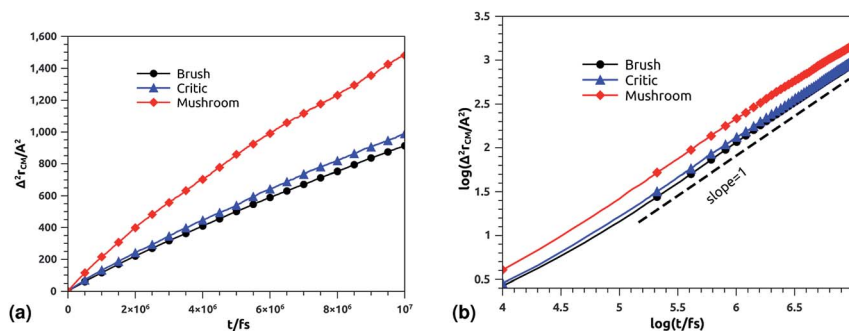 1,600
1,400
1,200
1,000
800
600
400
200
0
Δ²r_CM/A²
Brush
Critic
Mushroom
0 2×10⁶ 4×10⁶ 6×10⁶ 8×10⁶ 10⁷
t/fs
(a)
3.5
3
2.5
2
1.5
1
0.5
log(Δ²r_CM/A²)
Brush
Critic
Mushroom
slope=1
4 4.5 5 5.5 6 6.5
log(t/fs)
(b)